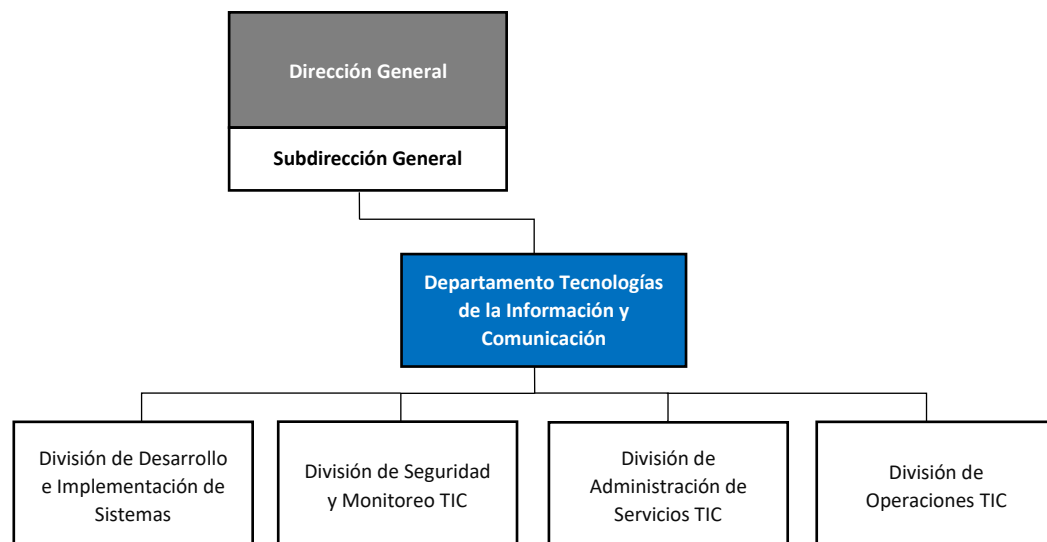 Dirección General
Subdirección General
Departamento Tecnologías
de la Información y
Comunicación
División de Desarrollo
e Implementación de
Sistemas
División de Seguridad
y Monitoreo TIC
División de
Administración de
Servicios TIC
División de
Operaciones TIC